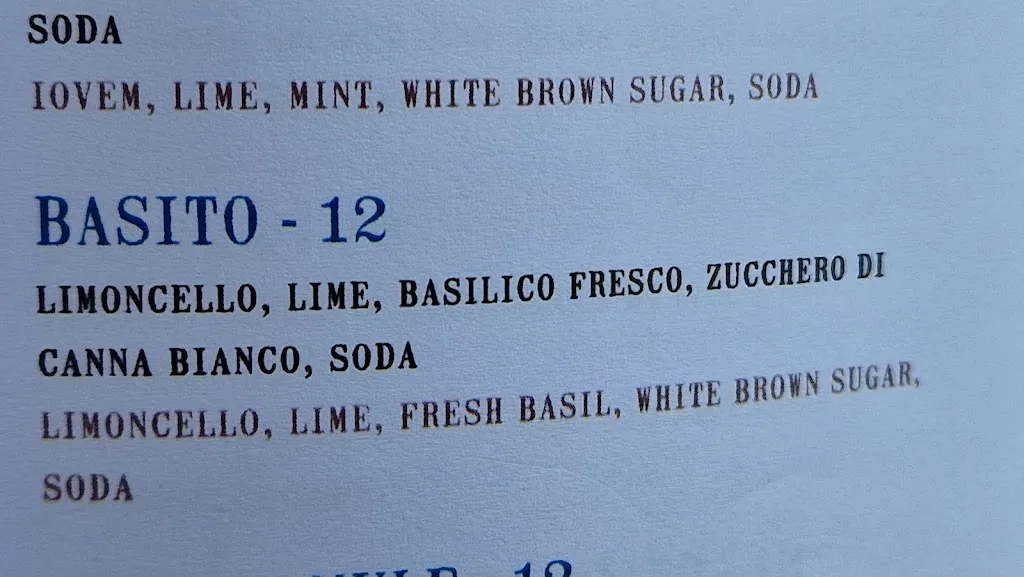 SODA
IOVEM, LIME, MINT, WHITE BROWN SUGAR, SODA
BASITO - 12
LIMONCELLO, LIME, BASILICO FRESCO, ZUCCHERO DI
CANNA BIANCO, SODA
LIMONCELLO, LIME, FRESH BASIL, WHITE BROWN SUGAR,
SODA
- 12